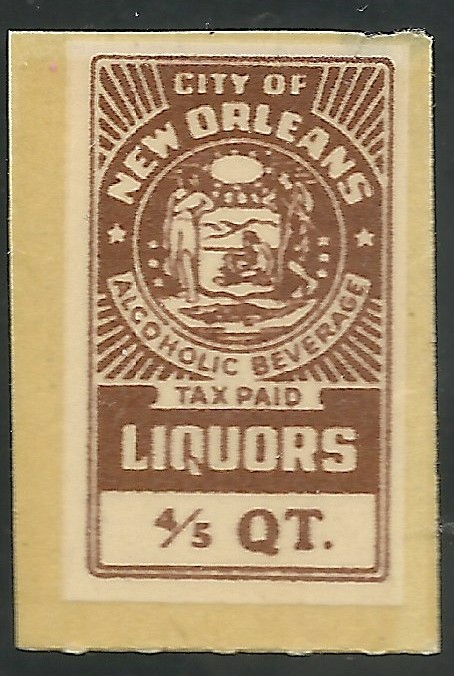 CITY OF
NEW ORLEANS
ALCOHOLIC BEVERAGE
TAX PAID
LIQUORS
4/5 QT.